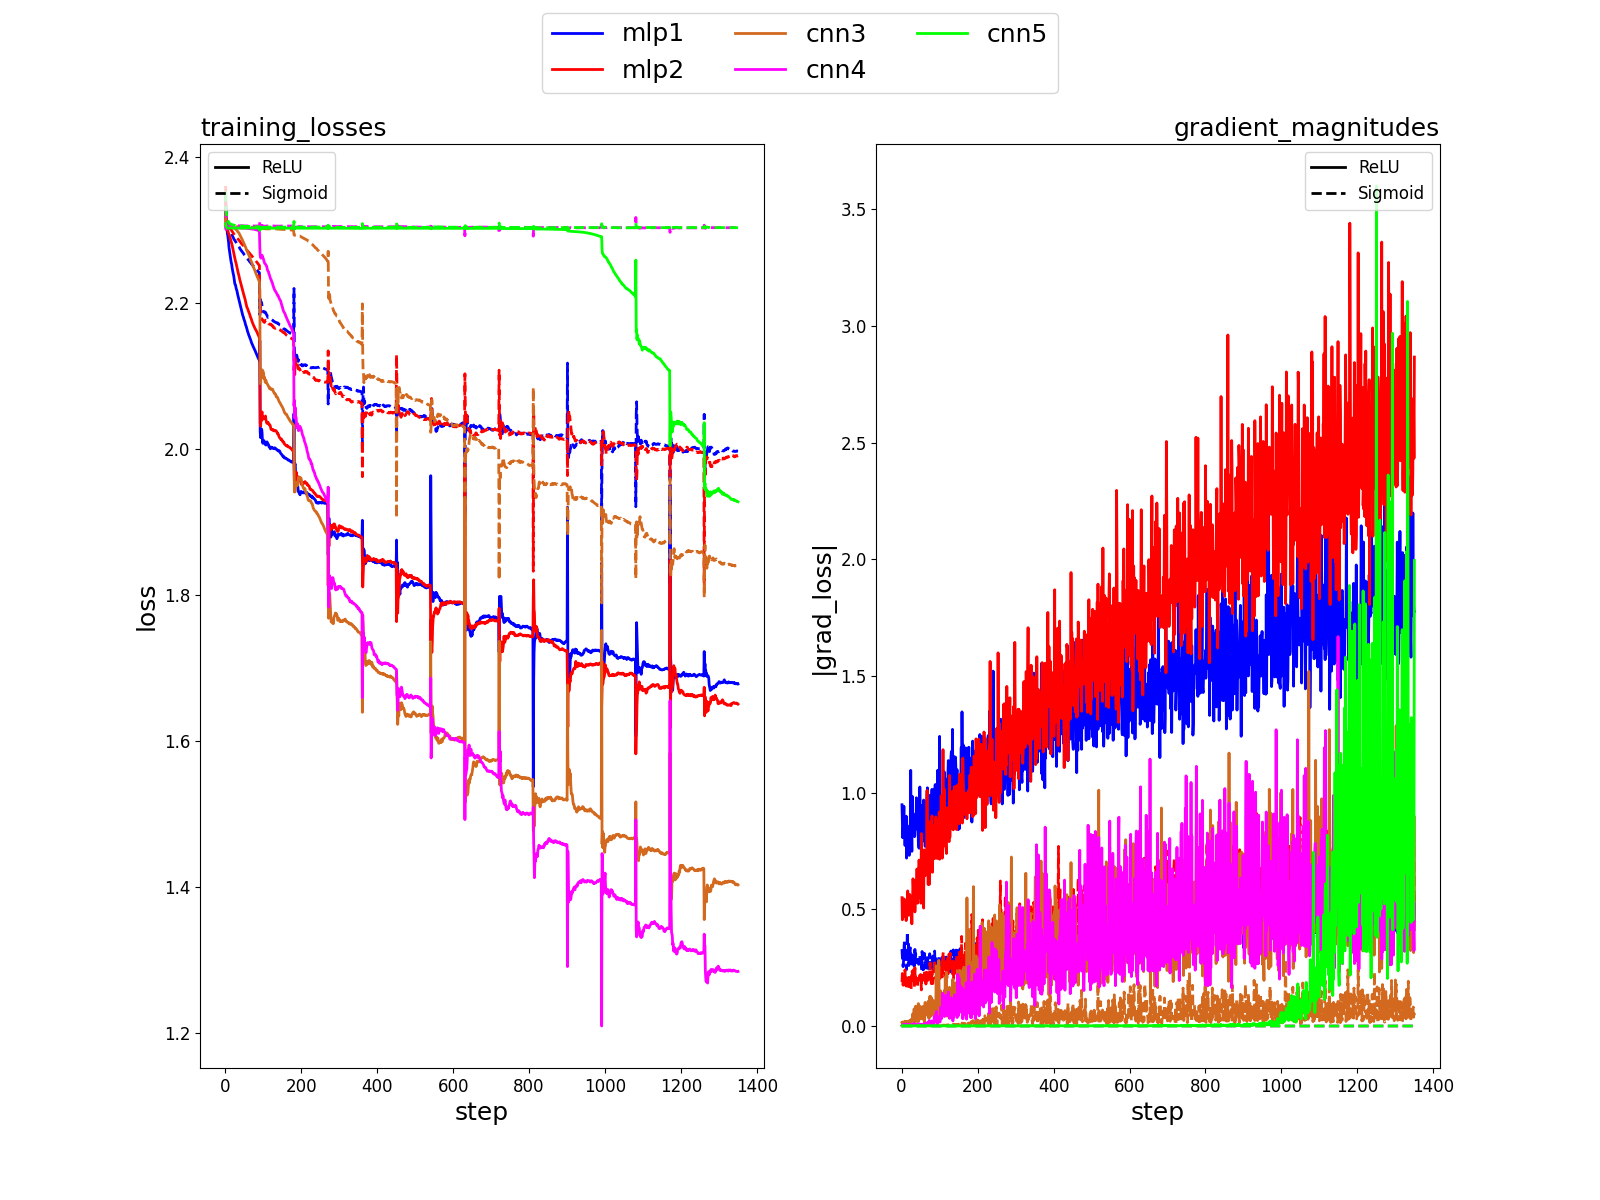 mlp1 cnn3 cnn5
mlp2 cnn4
training_losses
gradient_magnitudes
ReLU
Sigmoid
ReLU
Sigmoid
loss
2.4
2.2
2.0
1.8
1.6
1.4
1.2
0 200 400 600 800 1000 1200 1400
step
|grad_loss|
3.5
3.0
2.5
2.0
1.5
1.0
0.5
0.0
0 200 400 600 800 1000 1200 1400
step